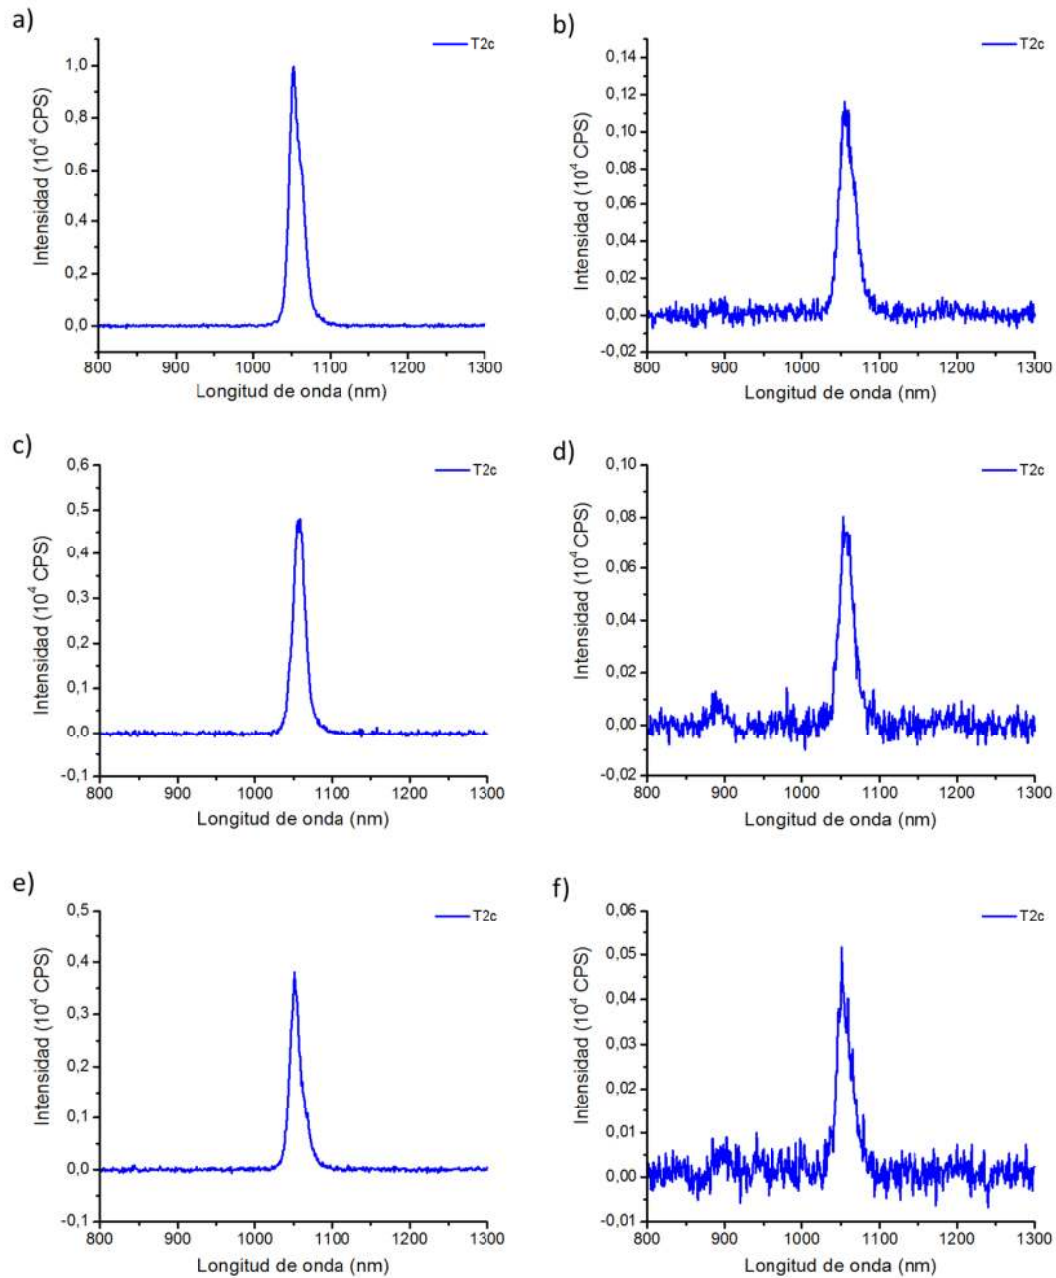 a)
T2c
Intensidad (10⁴ CPS)
1,0
0,8
0,6
0,4
0,2
0,0
800 900 1000 1100 1200 1300
Longitud de onda (nm)
b)
T2c
Intensidad (10⁴ CPS)
0,14
0,12
0,10
0,08
0,06
0,04
0,02
0,00
-0,02
800 900 1000 1100 1200 1300
Longitud de onda (nm)
c)
T2c
Intensidad (10⁴ CPS)
0,6
0,5
0,4
0,3
0,2
0,1
0,0
-0,1
800 900 1000 1100 1200 1300
Longitud de onda (nm)
d)
T2c
Intensidad (10⁴ CPS)
0,10
0,08
0,06
0,04
0,02
0,00
-0,02
800 900 1000 1100 1200 1300
Longitud de onda (nm)
e)
T2c
Intensidad (10⁴ CPS)
0,5
0,4
0,3
0,2
0,1
0,0
-0,1
800 900 1000 1100 1200 1300
Longitud de onda (nm)
f)
T2c
Intensidad (10⁴ CPS)
0,06
0,05
0,04
0,03
0,02
0,01
0,00
-0,01
800 900 1000 1100 1200 1300
Longitud de onda (nm)